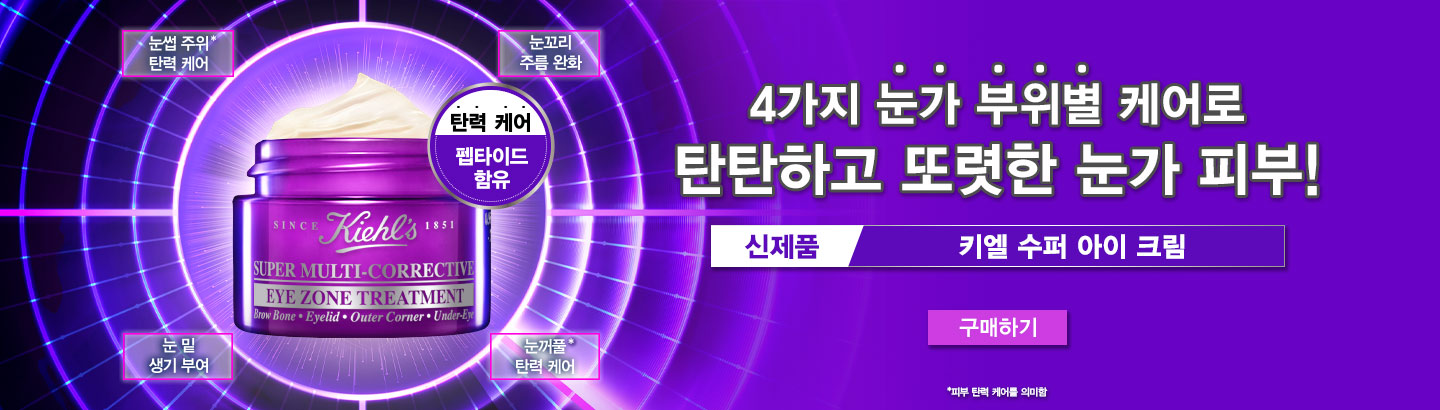 눈썹 주위*
탄력 케어
눈꼬리
주름 완화
탄력 케어
펩타이드
함유
SINCE Kiehl's 1851
SUPER MULTI-CORRECTIVE
EYE ZONE TREATMENT
Brow Bone • Eyelid • Outer Corner • Under-Eye
눈 밑
생기 부여
눈꺼풀*
탄력 케어
4가지 눈가 부위별 케어로
탄탄하고 또렷한 눈가 피부!
신제품 키엘 수퍼 아이 크림
구매하기
*피부 탄력 케어를 의미함